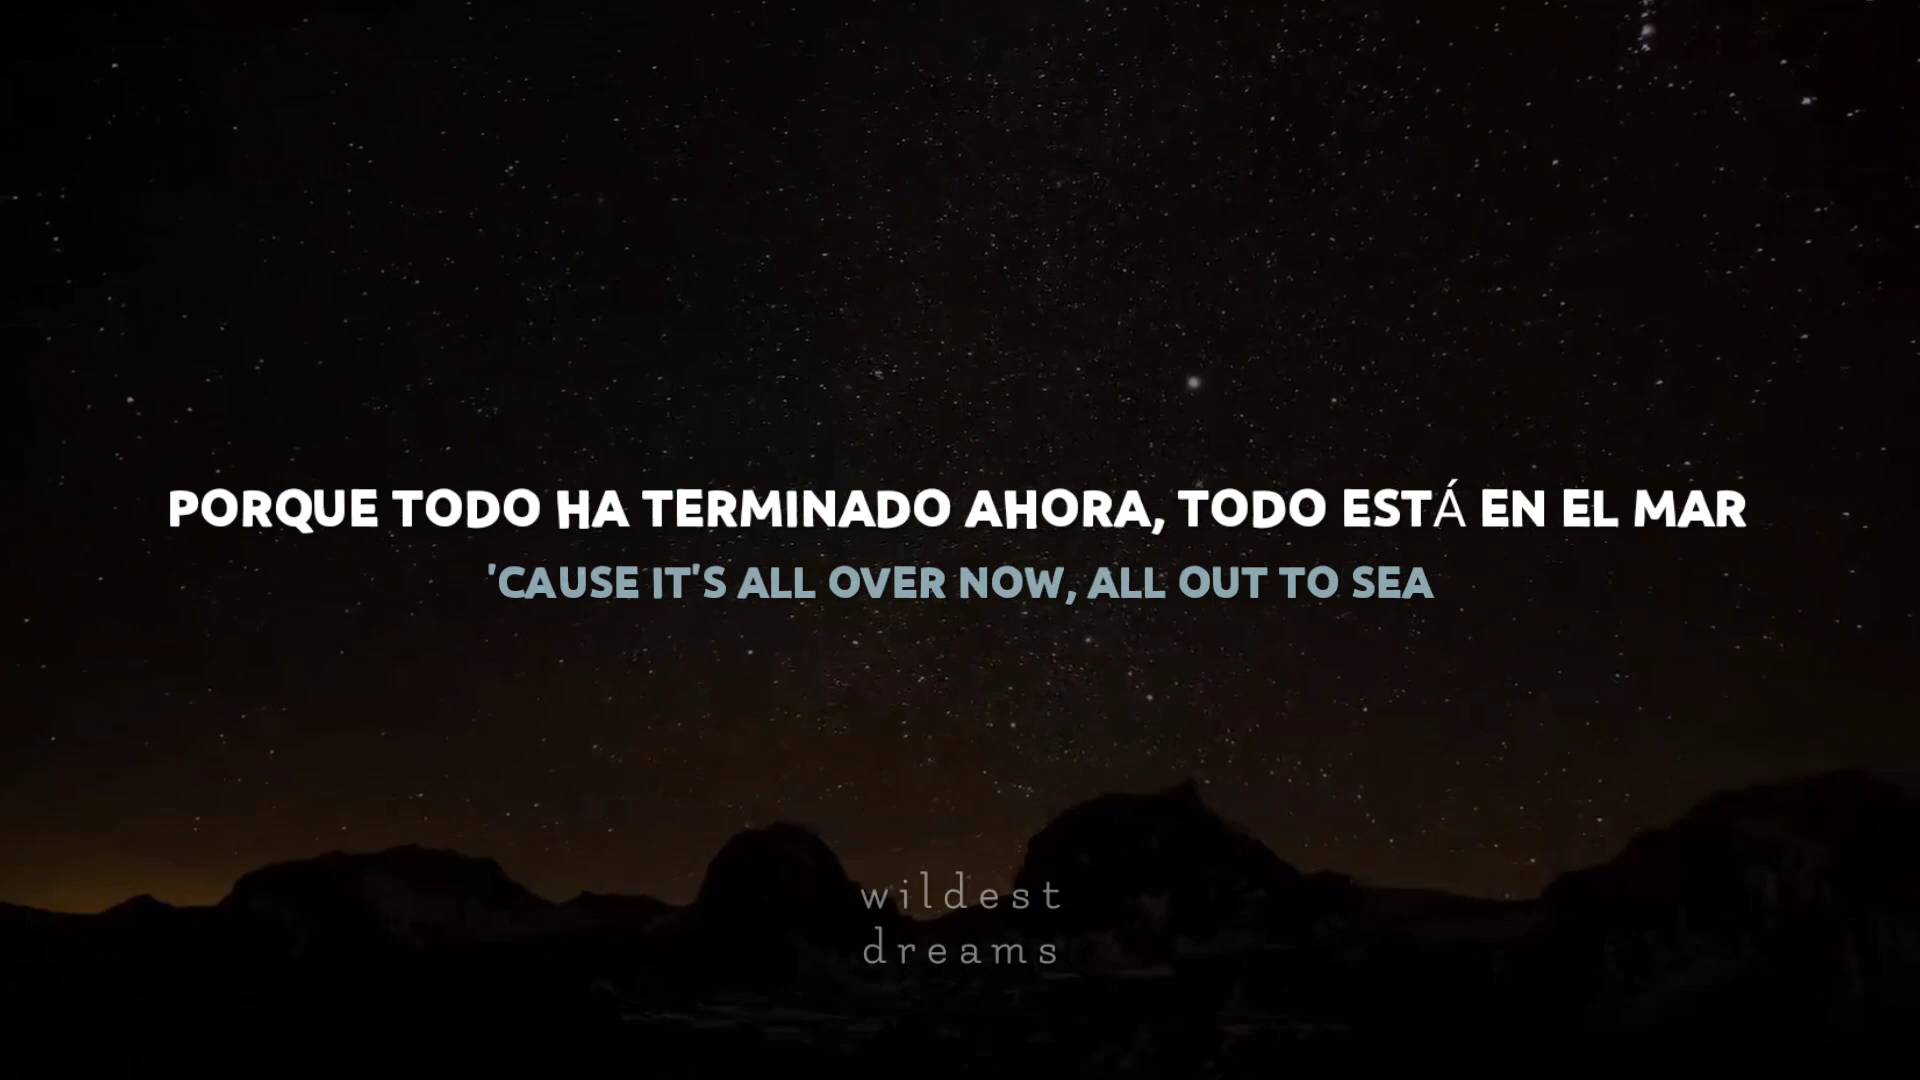 PORQUE TODO HA TERMINADO AHORA, TODO ESTÁ EN EL MAR
'CAUSE IT'S ALL OVER NOW, ALL OUT TO SEA
wildest
dreams